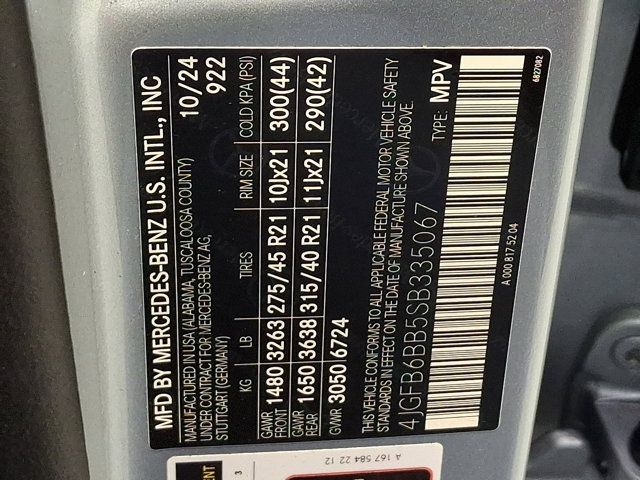 MFD BY MERCEDES-BENZ U.S. INTL., INC
MANUFACTURED IN USA (ALABAMA, TUSCALOOSA COUNTY)
UNDER CONTRACT FOR MERCEDES-BENZ AG,
STUTTGART (GERMANY)
10/24
922
KG LB TIRES RIM SIZE COLD KPA (PSI)
GAWR FRONT 1480 3263 275/45 R21 10Jx21 300(44)
GAWR REAR 1650 3638 315/40 R21 11Jx21 290(42)
GVWR 3050 6724
THIS VEHICLE CONFORMS TO ALL APPLICABLE FEDERAL MOTOR VEHICLE SAFETY
STANDARDS IN EFFECT ON THE DATE OF MANUFACTURE SHOWN ABOVE.
4JGFB6BB5SB335067 TYPE: MPV
A 000 817 52 04
6827082
A 167 584 22 12
3